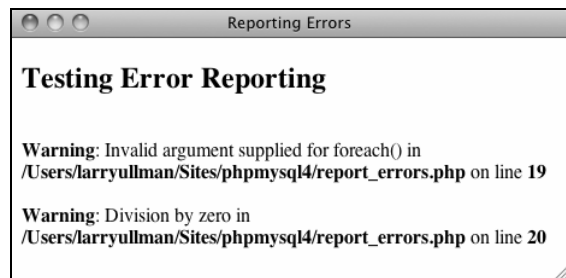 Reporting Errors
Testing Error Reporting
Warning: Invalid argument supplied for foreach() in
/Users/larryullman/Sites/phpmysql4/report_errors.php on line 19
Warning: Division by zero in
/Users/larryullman/Sites/phpmysql4/report_errors.php on line 20